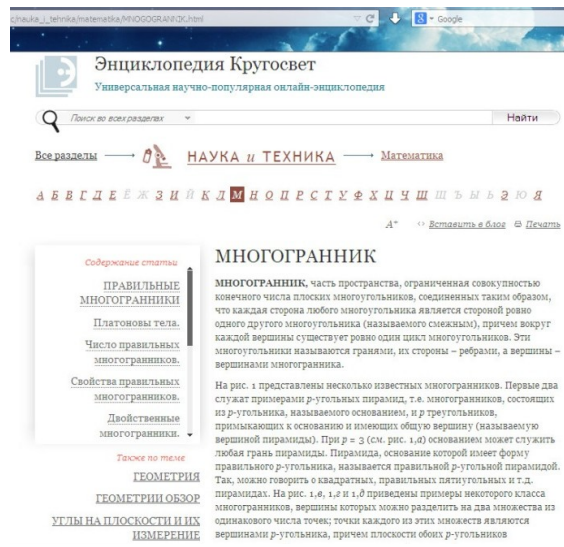 c/nauka_i_tehnika/matematika/MNOGOGRANNIK.html
Google
Энциклопедия Кругосвет
Универсальная научно-популярная онлайн-энциклопедия
Поиск во всех разделах
Найти
Все разделы
НАУКА и ТЕХНИКА
Математика
А Б В Г Д Е Ё Ж З И Й К Л М Н О П Р С Т У Ф Х Ц Ч Ш Щ Ъ Ы Ь Э Ю Я
А+ Вставить в блог Печать
Содержание статьи
ПРАВИЛЬНЫЕ
МНОГОГРАННИКИ
Платоновы тела.
Число правильных
многогранников.
Свойства правильных
многогранников.
Двойственные
многогранники.
Также по теме
ГЕОМЕТРИЯ
ГЕОМЕТРИИ ОБЗОР
УГЛЫ НА ПЛОСКОСТИ И ИХ
ИЗМЕРЕНИЕ
МНОГОГРАННИК
МНОГОГРАННИК, часть пространства, ограниченная совокупностью
конечного числа плоских многоугольников, соединенных таким образом,
что каждая сторона любого многоугольника является стороной ровно
одного другого многоугольника (называемого смежным), причем вокруг
каждой вершины существует ровно один цикл многоугольников. Эти
многоугольники называются гранями, их стороны – ребрами, а вершины –
вершинами многогранника.
На рис. 1 представлены несколько известных многогранников. Первые два
служат примерами p-угольных пирамид, т.е. многогранников, состоящих
из p-угольника, называемого основанием, и p треугольников,
примыкающих к основанию и имеющих общую вершину (называемую
вершиной пирамиды). При p = 3 (см. рис. 1,а) основанием может служить
любая грань пирамиды. Пирамида, основание которой имеет форму
правильного p-угольника, называется правильной p-угольной пирамидой.
Так, можно говорить о квадратных, правильных пятиугольных и т.д.
пирамидах. На рис. 1,в, 1,г и 1,д приведены примеры некоторого класса
многогранников, вершины которых можно разделить на два множества из
одинакового числа точек; точки каждого из этих множеств являются
вершинами p-угольника, причем плоскости обоих p-угольников